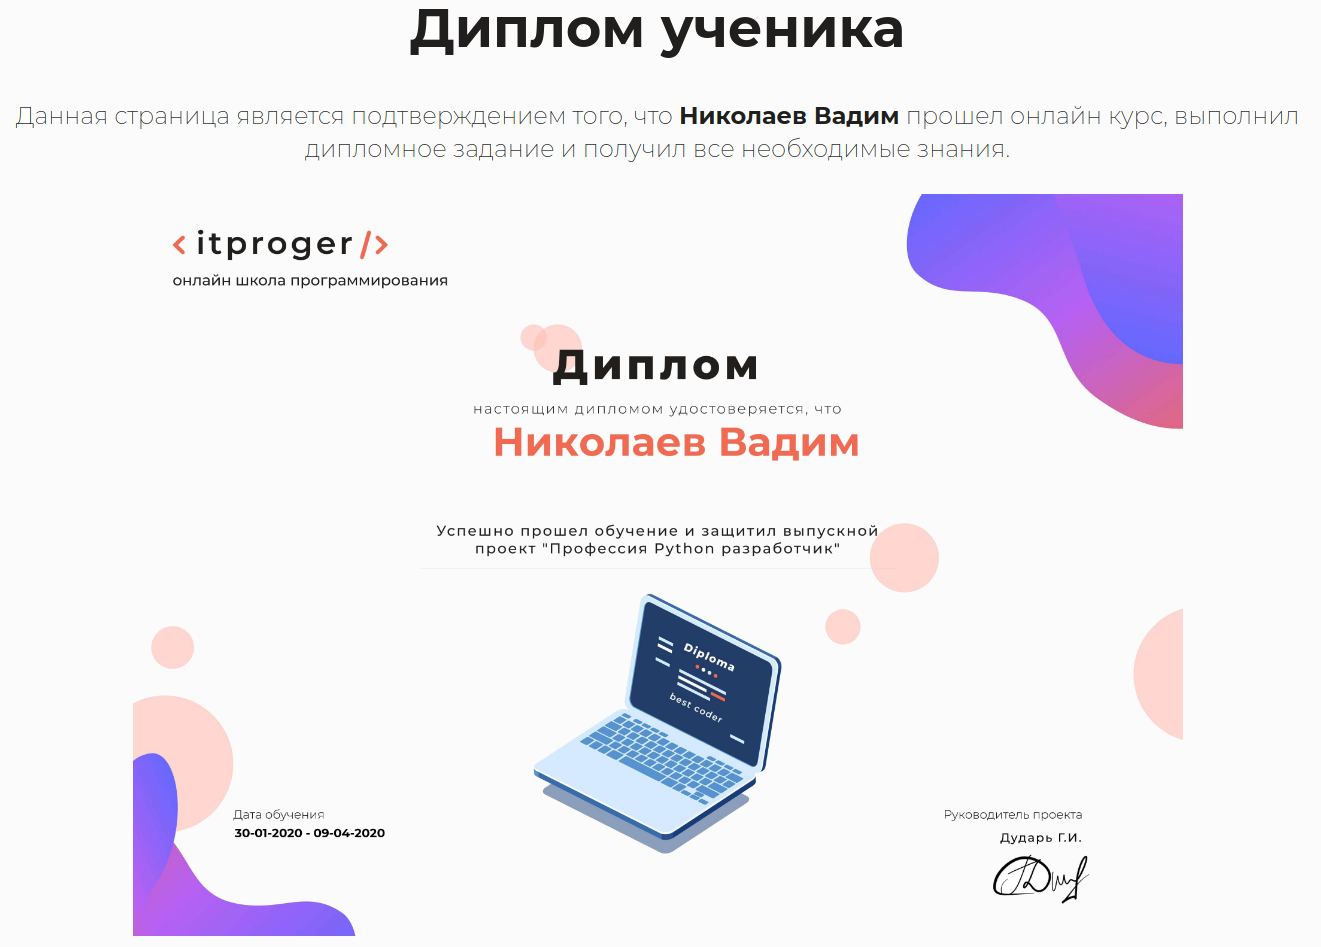 Диплом ученика
Данная страница является подтверждением того, что Николаев Вадим прошел онлайн курс, выполнил
дипломное задание и получил все необходимые знания.
< itproger />
онлайн школа программирования
Диплом
настоящим дипломом удостоверяется, что
Николаев Вадим
Успешно прошел обучение и защитил выпускной
проект "Профессия Python разработчик"
Diploma
best coder
Дата обучения
30-01-2020 - 09-04-2020
Руководитель проекта
Дударь Г.И.